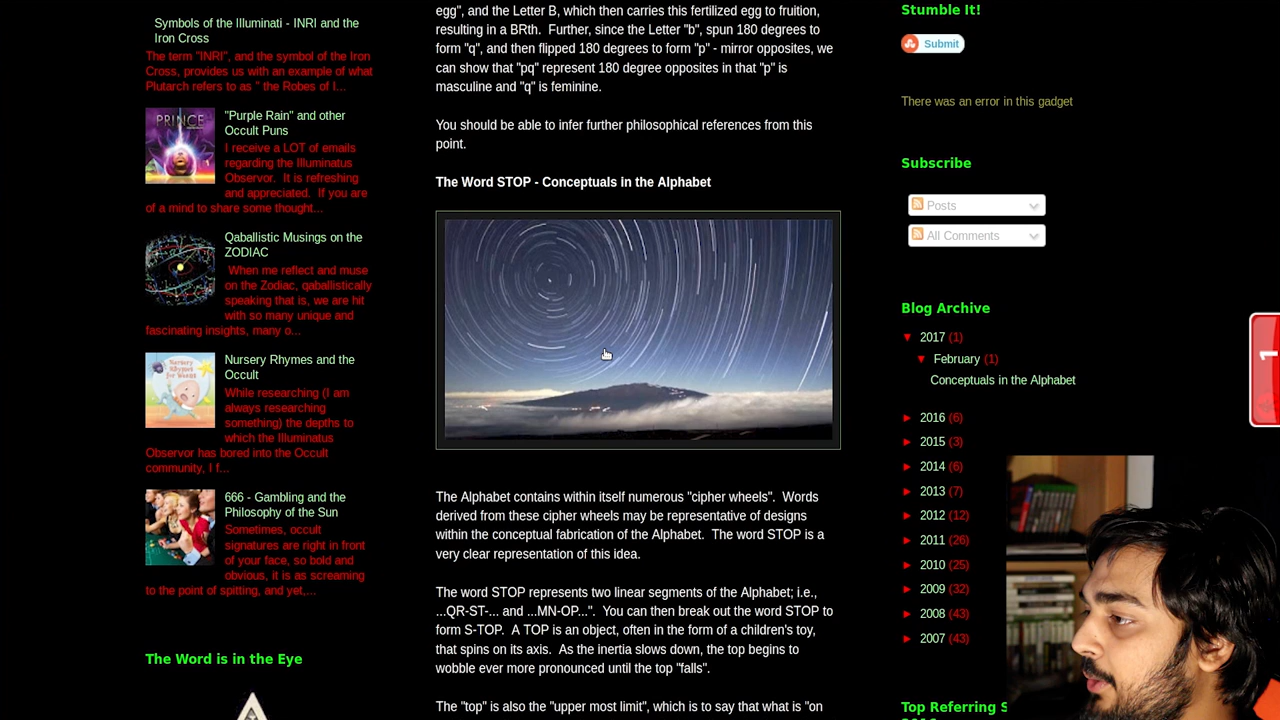 Symbols of the Illuminati - INRI and the
Iron Cross
The term "INRI", and the symbol of the Iron
Cross, provides us with an example of what
Plutarch refers to as " the Robes of I...
PRINCE
"Purple Rain" and other
Occult Puns
I receive a LOT of emails
regarding the Illuminatus
Observor.  It is refreshing
and appreciated.  If you are
of a mind to share some thought...
Qaballistic Musings on the
ZODIAC
When me reflect and muse
on the Zodiac, qaballistically
speaking that is, we are hit
with so many unique and
fascinating insights, many o...
Nursery Rhymes and the
Occult
While researching (I am
always researching
something) the depths to
which the Illuminatus
Observor has bored into the Occult
community, I f...
666 - Gambling and the
Philosophy of the Sun
Sometimes, occult
signatures are right in front
of your face, so bold and
obvious, it is as screaming
to the point of spitting, and yet,...
The Word is in the Eye
egg", and the Letter B, which then carries this fertilized egg to fruition,
resulting in a BRth.  Further, since the Letter "b", spun 180 degrees to
form "q", and then flipped 180 degrees to form "p" - mirror opposites, we
can show that "pq" represent 180 degree opposites in that "p" is
masculine and "q" is feminine.
You should be able to infer further philosophical references from this
point.
The Word STOP - Conceptuals in the Alphabet
The Alphabet contains within itself numerous "cipher wheels".  Words
derived from these cipher wheels may be representative of designs
within the conceptual fabrication of the Alphabet.  The word STOP is a
very clear representation of this idea.
The word STOP represents two linear segments of the Alphabet; i.e.,
...QR-ST-... and ...MN-OP...".  You can then break out the word STOP to
form S-TOP.  A TOP is an object, often in the form of a children's toy,
that spins on its axis.  As the inertia slows down, the top begins to
wobble ever more pronounced until the top "falls".
The "top" is also the "upper most limit", which is to say that what is "on
Stumble It!
Submit
There was an error in this gadget
Subscribe
Posts
All Comments
Blog Archive
▼ 2017 (1)
▼ February (1)
Conceptuals in the Alphabet
► 2016 (6)
► 2015 (3)
► 2014 (6)
► 2013 (7)
► 2012 (12)
► 2011 (26)
► 2010 (25)
► 2009 (32)
► 2008 (43)
► 2007 (43)
Top Referring S
1